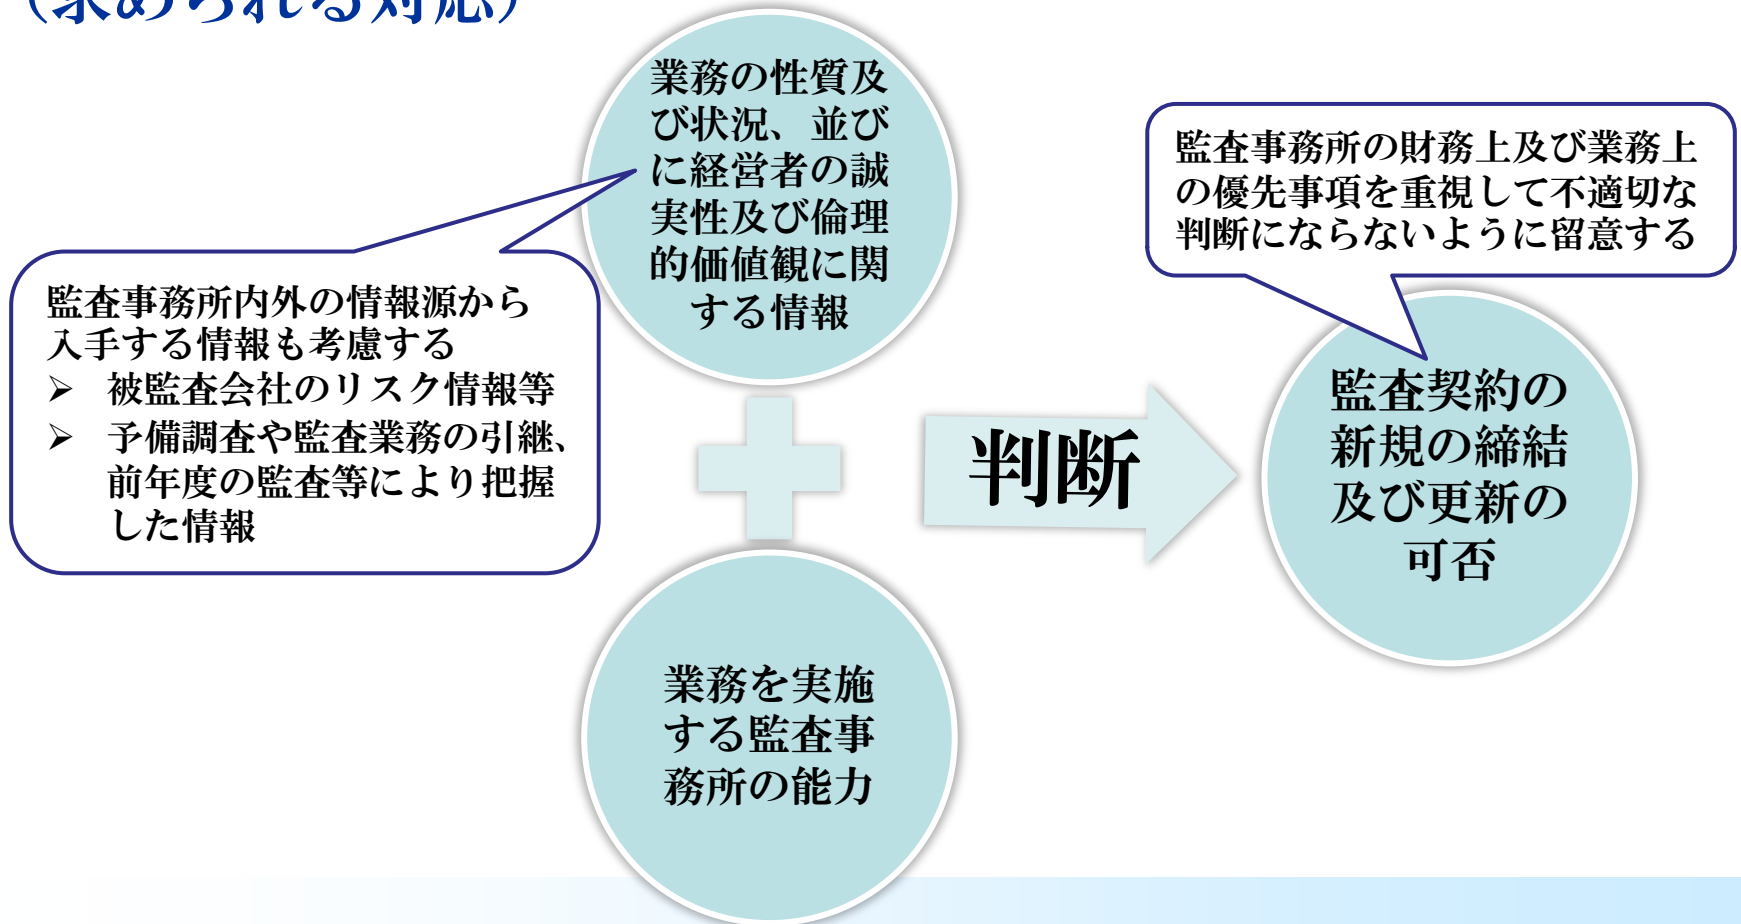 （求められる対応）
業務の性質及
び状況、並び
に経営者の誠
実性及び倫理
的価値観に関
する情報
監査事務所の財務上及び業務上
の優先事項を重視して不適切な
判断にならないように留意する
監査事務所内外の情報源から
入手する情報も考慮する
➢ 被監査会社のリスク情報等
➢ 予備調査や監査業務の引継、
前年度の監査等により把握
した情報
判断
監査契約の
新規の締結
及び更新の
可否
業務を実施
する監査事
務所の能力